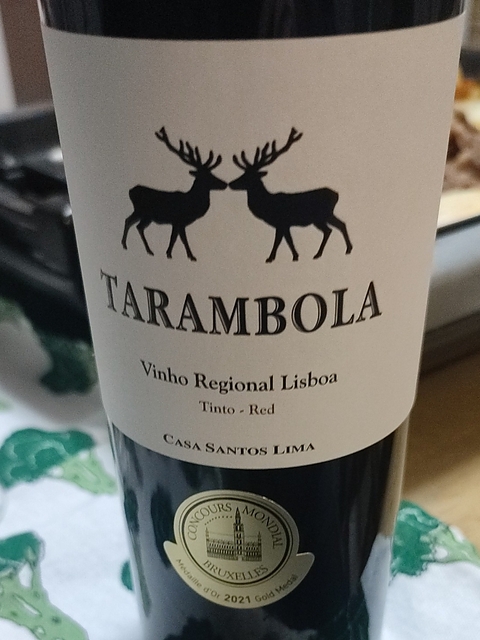 TARAMBOLA
Vinho Regional Lisboa
Tinto - Red
CASA SANTOS LIMA
CONCOURS MONDIAL
BRUXELLES
Médaille d'Or 2021 Gold Medal